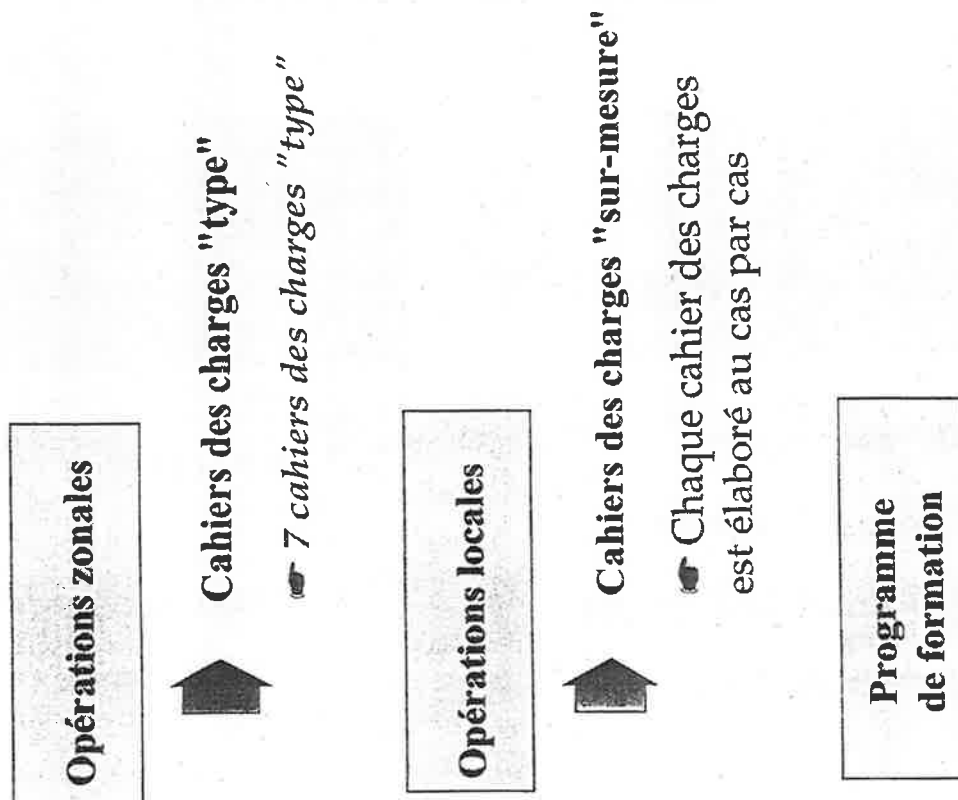 Opérations zonales
Cahiers des charges "type"
7 cahiers des charges "type"
Opérations locales
Cahiers des charges "sur-mesure"
Chaque cahier des charges
est élaboré au cas par cas
Programme
de formation